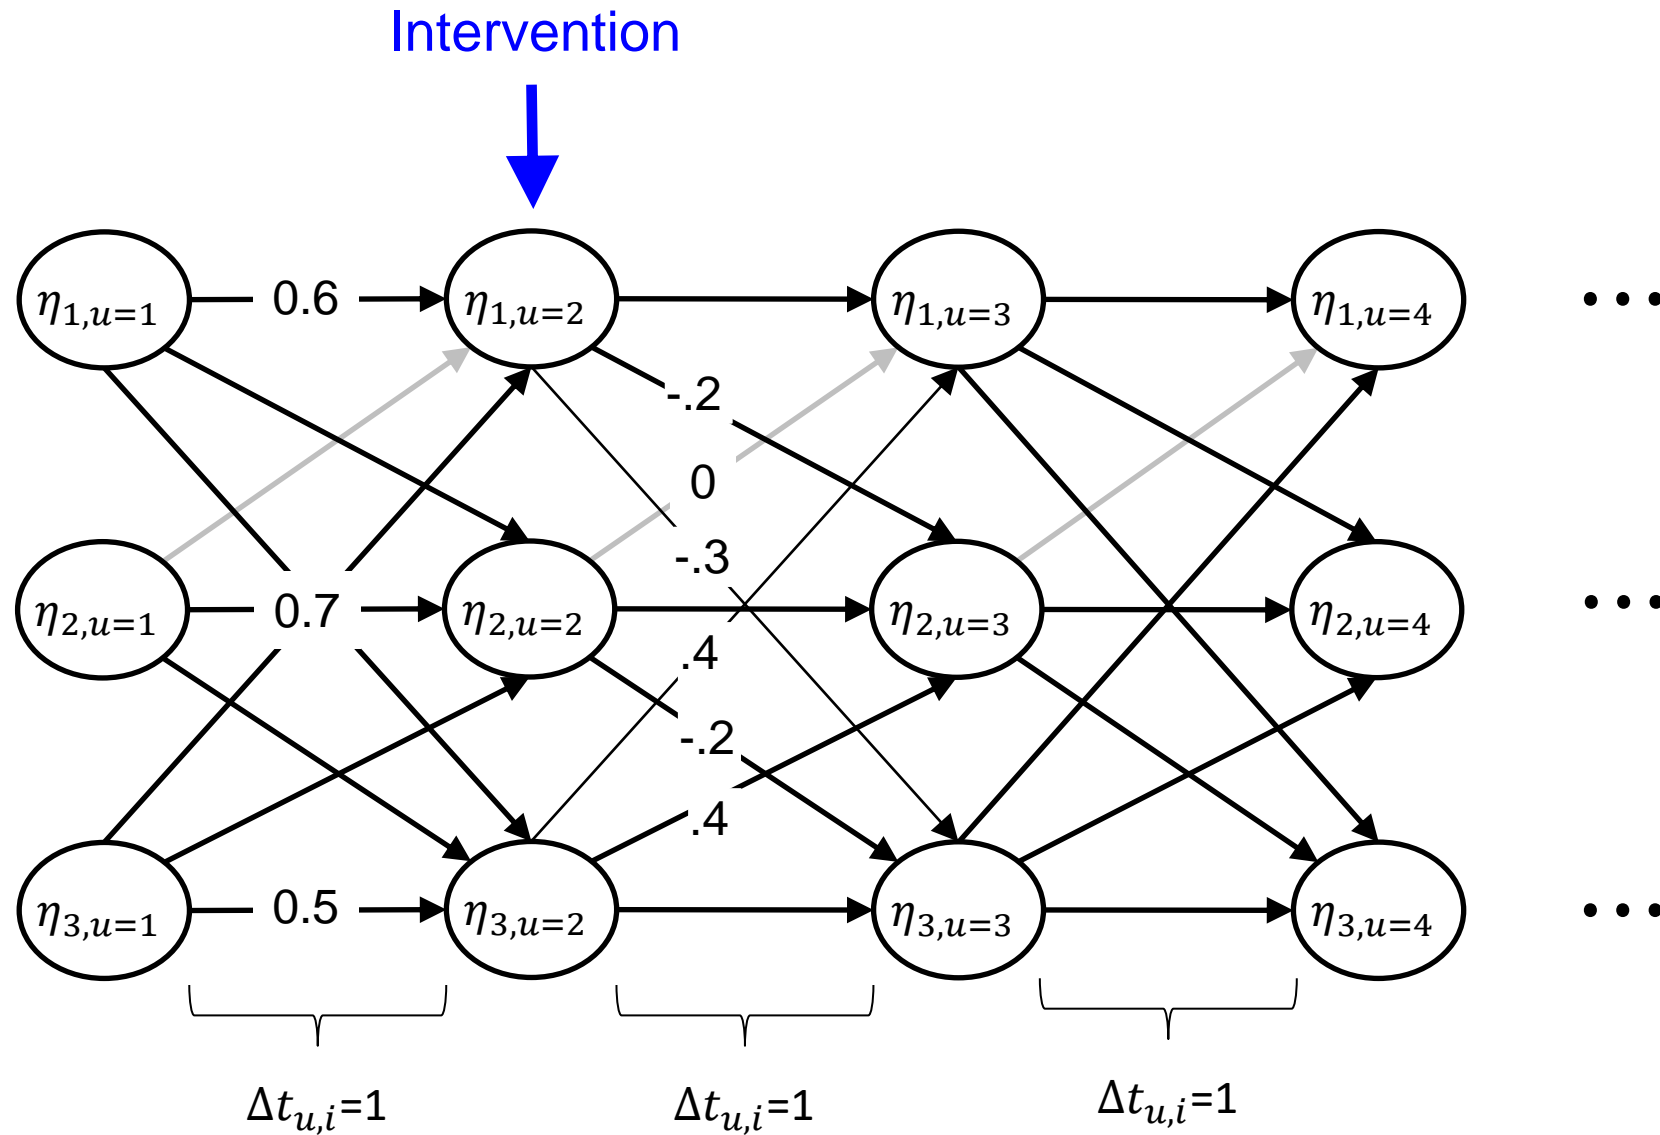 Intervention
η1,u=1 0.6 η1,u=2 η1,u=3 η1,u=4 ...
-.2
0
-.3
η2,u=1 0.7 η2,u=2 η2,u=3 η2,u=4 ...
.4
-.2
.4
η3,u=1 0.5 η3,u=2 η3,u=3 η3,u=4 ...
Δtu,i=1 Δtu,i=1 Δtu,i=1